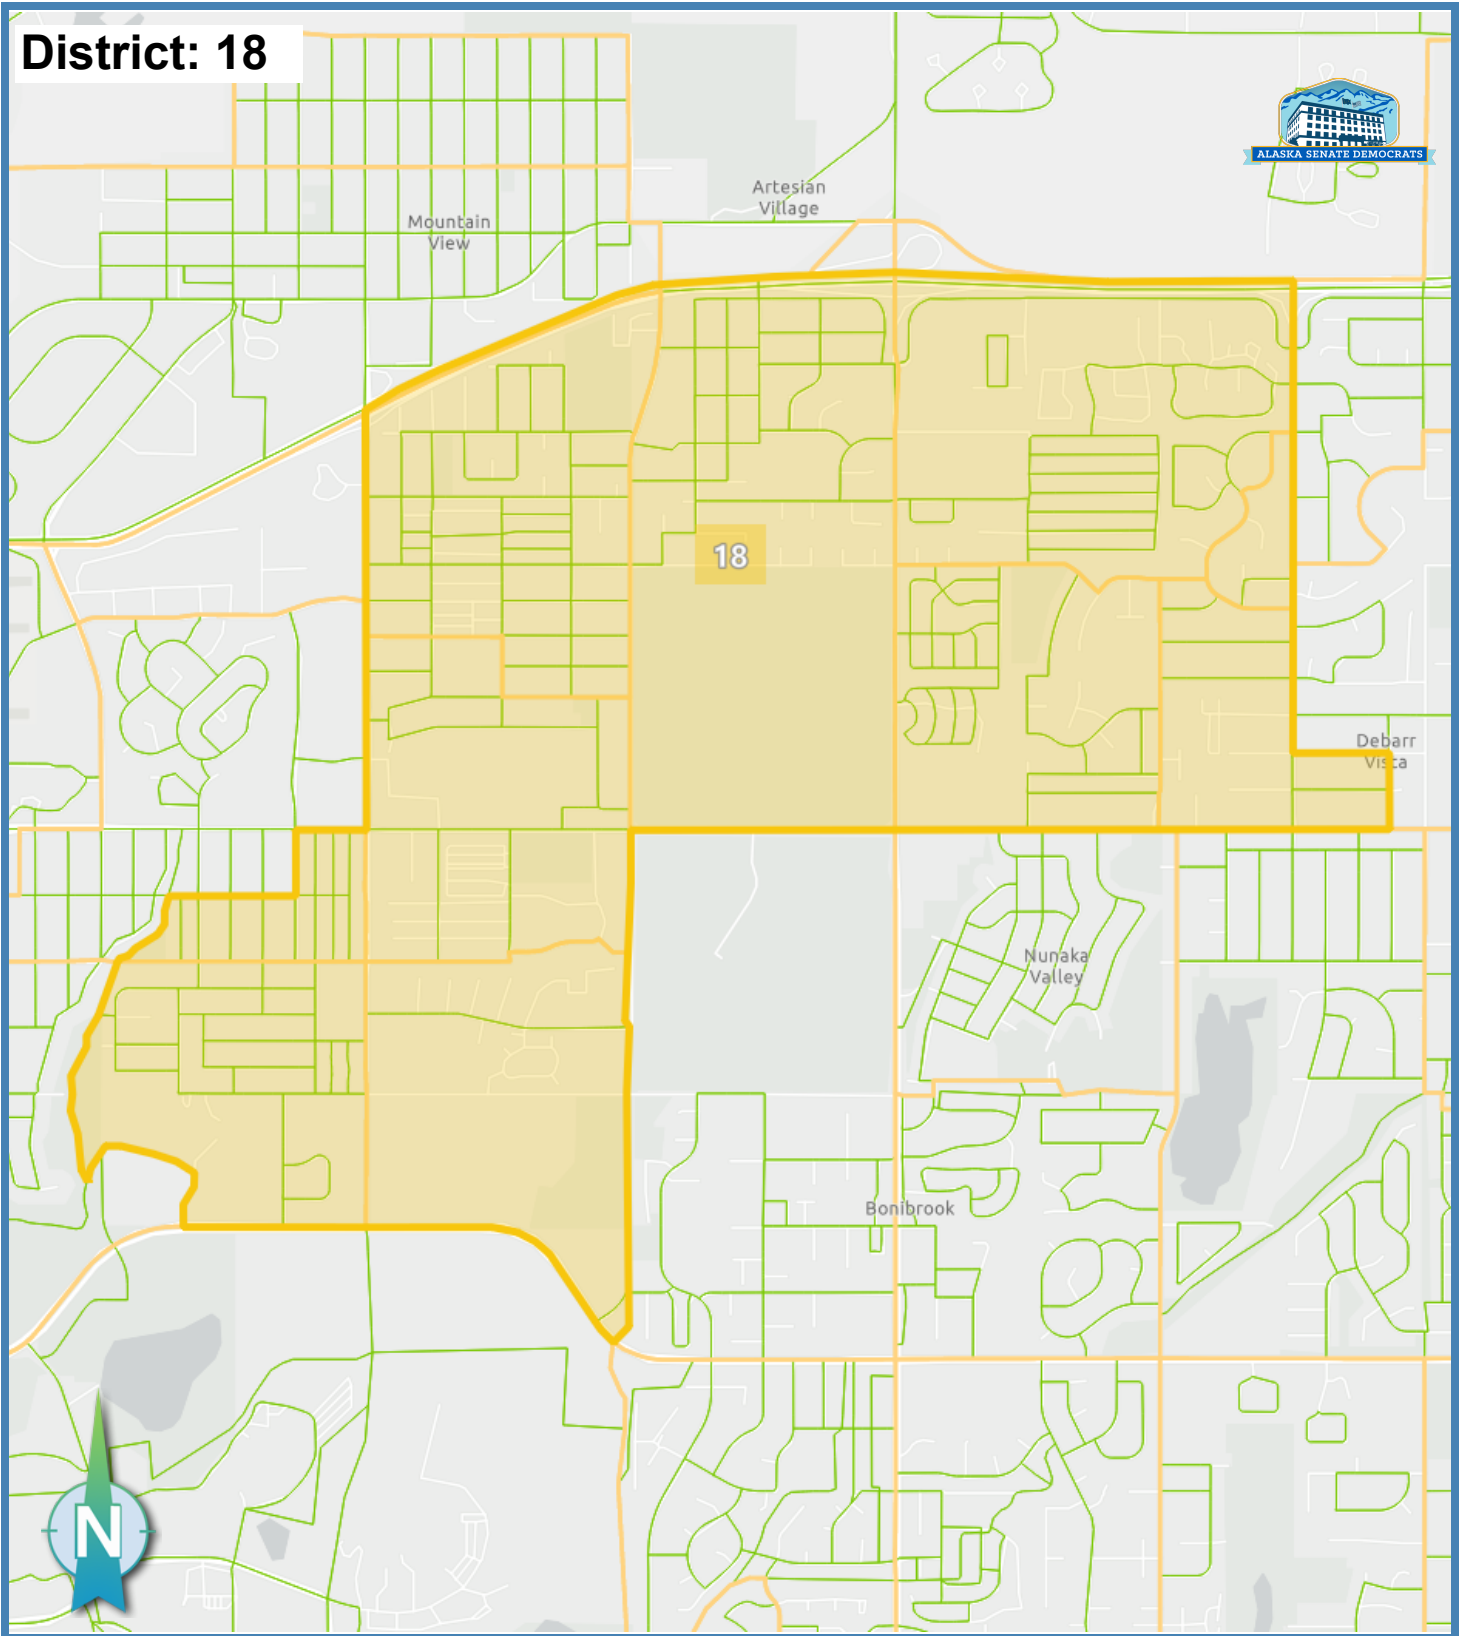 District: 18
ALASKA SENATE DEMOCRATS
Artesian
Village
Mountain
View
18
Debarr
Vista
Nunaka
Valley
Bonibrook
N